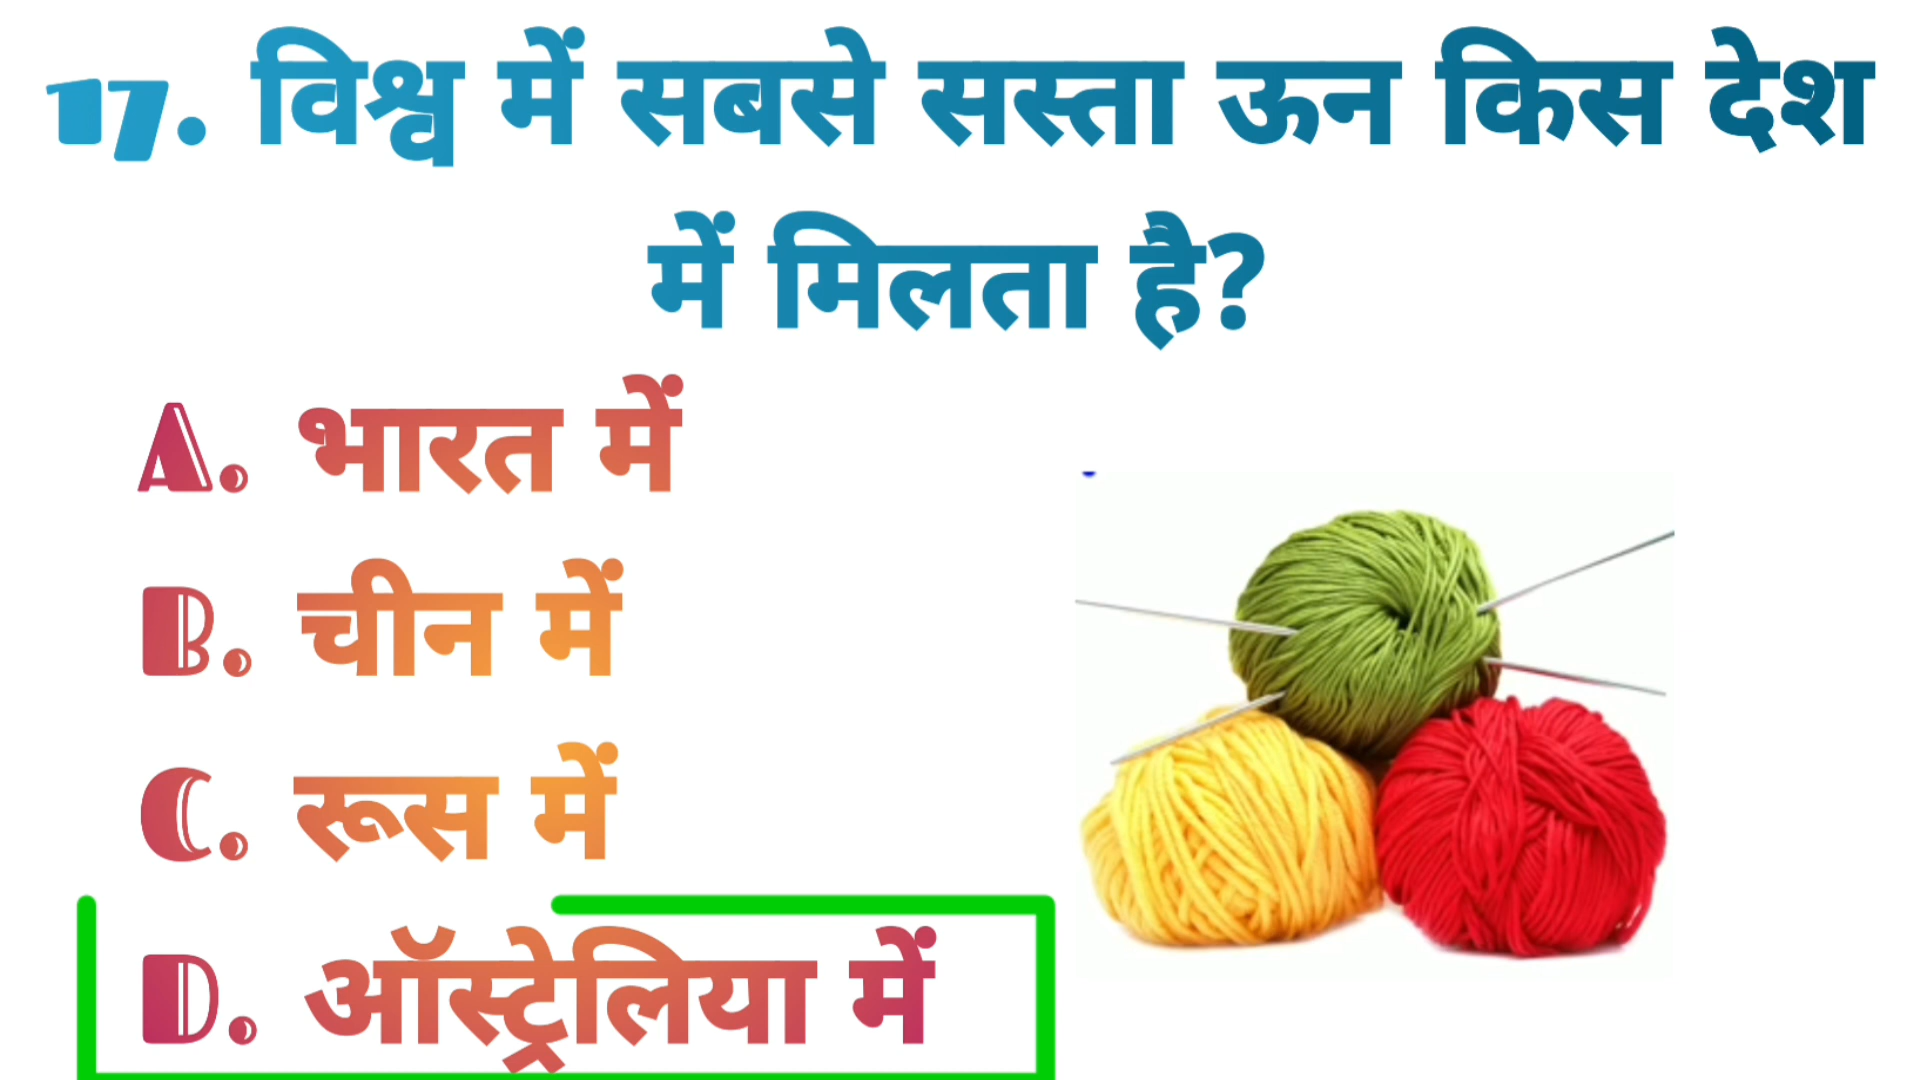 17. विश्व में सबसे सस्ता ऊन किस देश
में मिलता है?
A. भारत में
B. चीन में
C. रूस में
D. ऑस्ट्रेलिया में